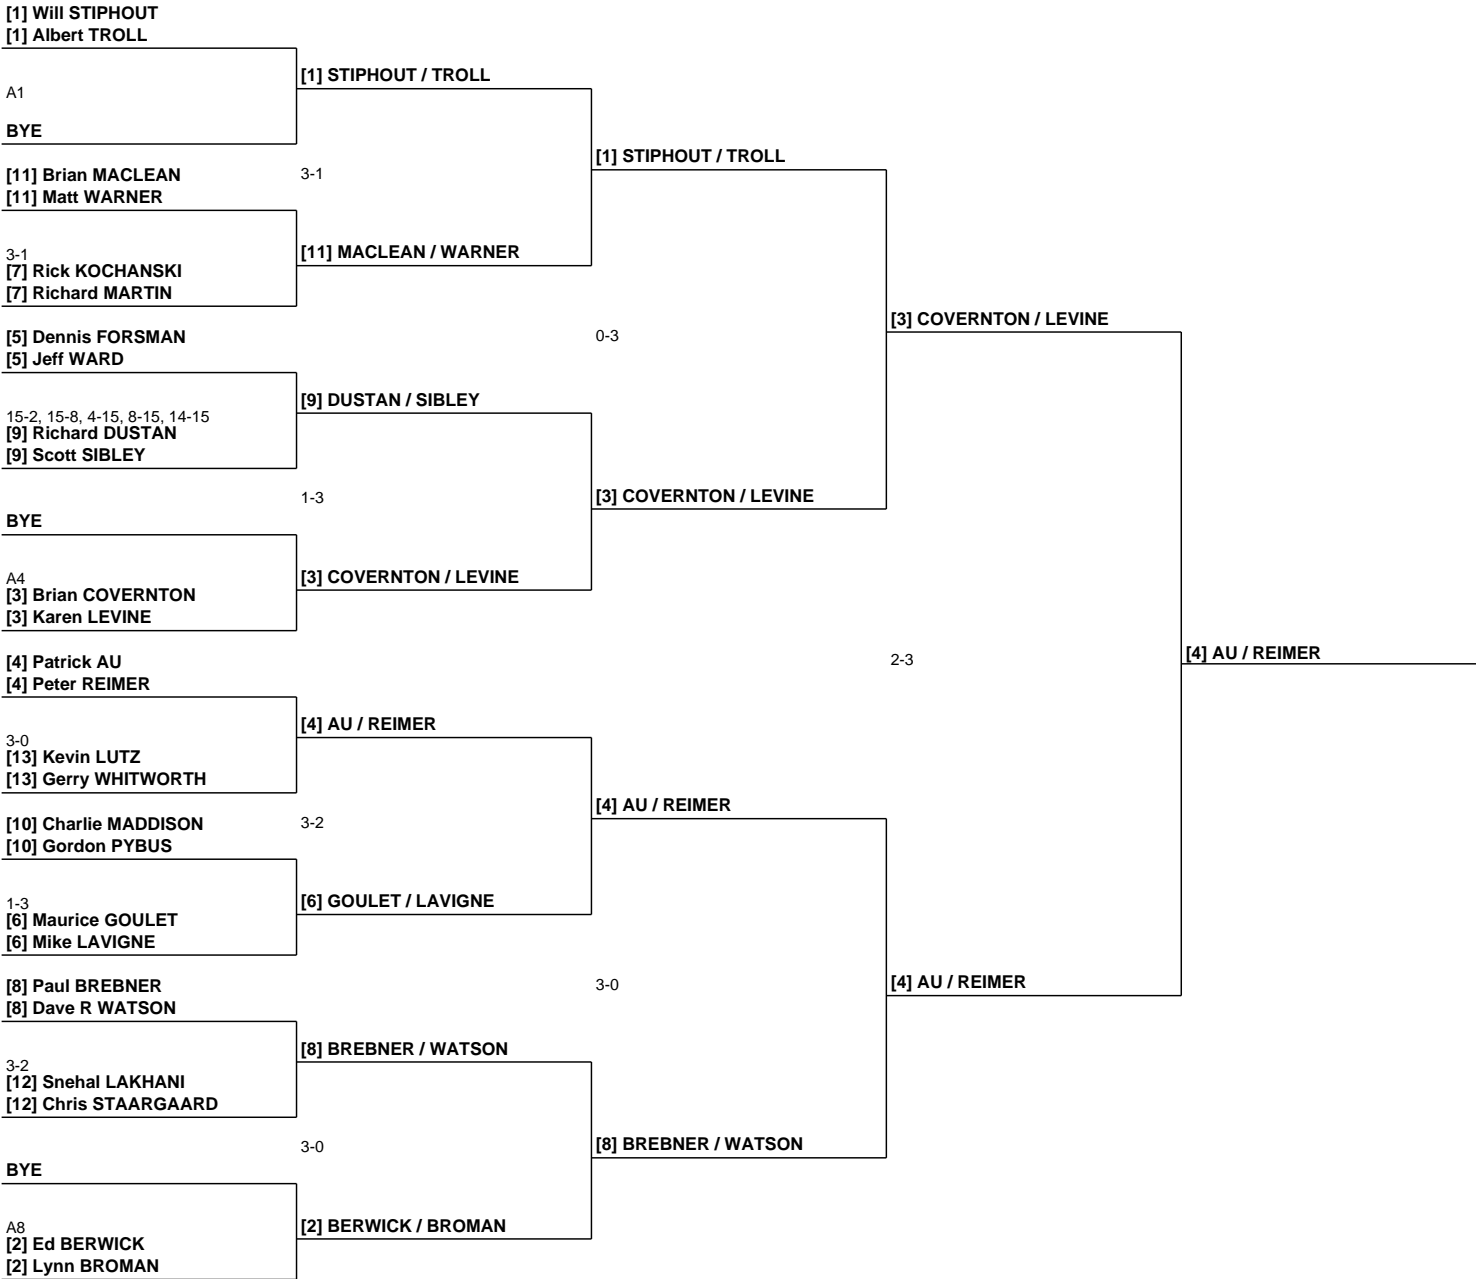 [1] Will STIPHOUT
[1] Albert TROLL
[1] STIPHOUT / TROLL
A1
BYE
[1] STIPHOUT / TROLL
[11] Brian MACLEAN
3-1
[11] Matt WARNER
[11] MACLEAN / WARNER
3-1
[7] Rick KOCHANSKI
[7] Richard MARTIN
[3] COVERNTON / LEVINE
[5] Dennis FORSMAN
0-3
[5] Jeff WARD
[9] DUSTAN / SIBLEY
15-2, 15-8, 4-15, 8-15, 14-15
[9] Richard DUSTAN
[9] Scott SIBLEY
1-3
[3] COVERNTON / LEVINE
BYE
[3] COVERNTON / LEVINE
A4
[3] Brian COVERNTON
[3] Karen LEVINE
[4] AU / REIMER
[4] Patrick AU
2-3
[4] Peter REIMER
[4] AU / REIMER
3-0
[13] Kevin LUTZ
[13] Gerry WHITWORTH
[4] AU / REIMER
[10] Charlie MADDISON
3-2
[10] Gordon PYBUS
[6] GOULET / LAVIGNE
1-3
[6] Maurice GOULET
[6] Mike LAVIGNE
[4] AU / REIMER
[8] Paul BREBNER
3-0
[8] Dave R WATSON
[8] BREBNER / WATSON
3-2
[12] Snehal LAKHANI
[12] Chris STAARGAARD
3-0
[8] BREBNER / WATSON
BYE
[2] BERWICK / BROMAN
A8
[2] Ed BERWICK
[2] Lynn BROMAN